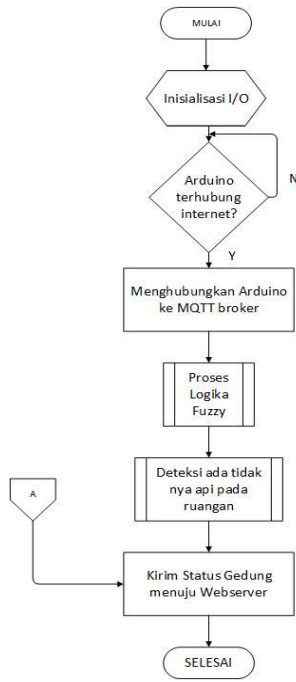 MULAI
Inisialisasi I/O
Arduino
terhubung
internet?
N
Y
Menghubungkan Arduino
ke MQTT broker
Proses
Logika
Fuzzy
Deteksi ada tidak
nya api pada
ruangan
A
Kirim Status Gedung
menuju Webserver
SELESAI